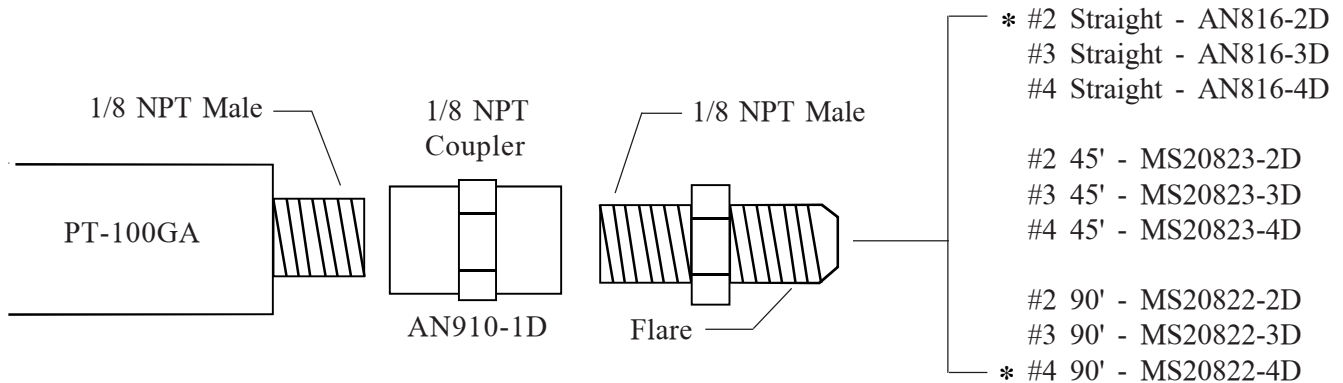 1/8 NPT Male
PT-100GA
1/8 NPT
Coupler
AN910-1D
1/8 NPT Male
Flare
* #2 Straight - AN816-2D
#3 Straight - AN816-3D
#4 Straight - AN816-4D
#2 45' - MS20823-2D
#3 45' - MS20823-3D
#4 45' - MS20823-4D
#2 90' - MS20822-2D
#3 90' - MS20822-3D
* #4 90' - MS20822-4D